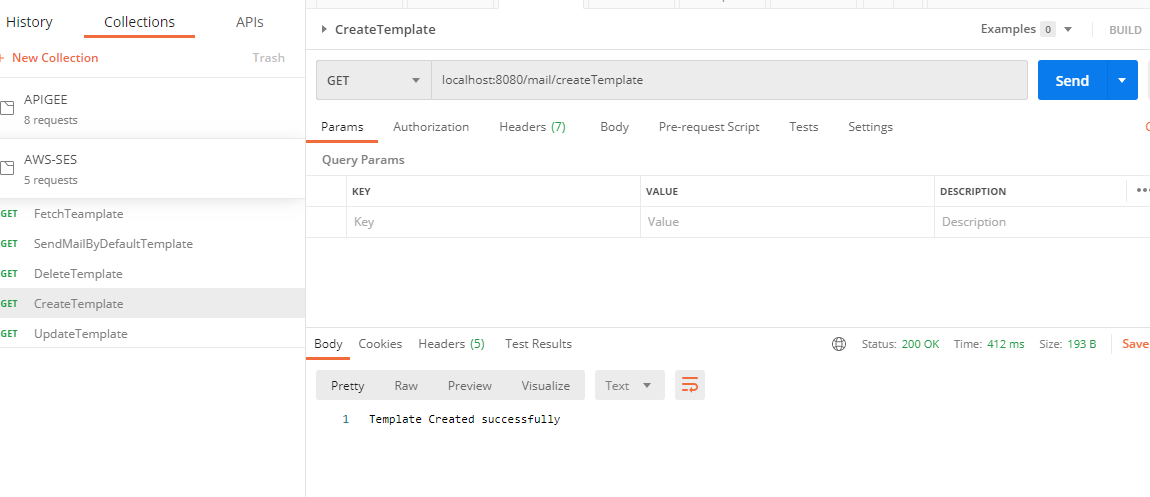 History Collections APIs
+ New Collection Trash
APIGEE
8 requests
AWS-SES
5 requests
GET FetchTeamplate
GET SendMailByDefaultTemplate
GET DeleteTemplate
GET CreateTemplate
GET UpdateTemplate
CreateTemplate
Examples 0
BUILD
GET localhost:8080/mail/createTemplate Send
Params Authorization Headers (7) Body Pre-request Script Tests Settings
Query Params
KEY VALUE DESCRIPTION
Key Value Description
Body Cookies Headers (5) Test Results Status: 200 OK Time: 412 ms Size: 193 B Save
Pretty Raw Preview Visualize Text
1 Template Created successfully